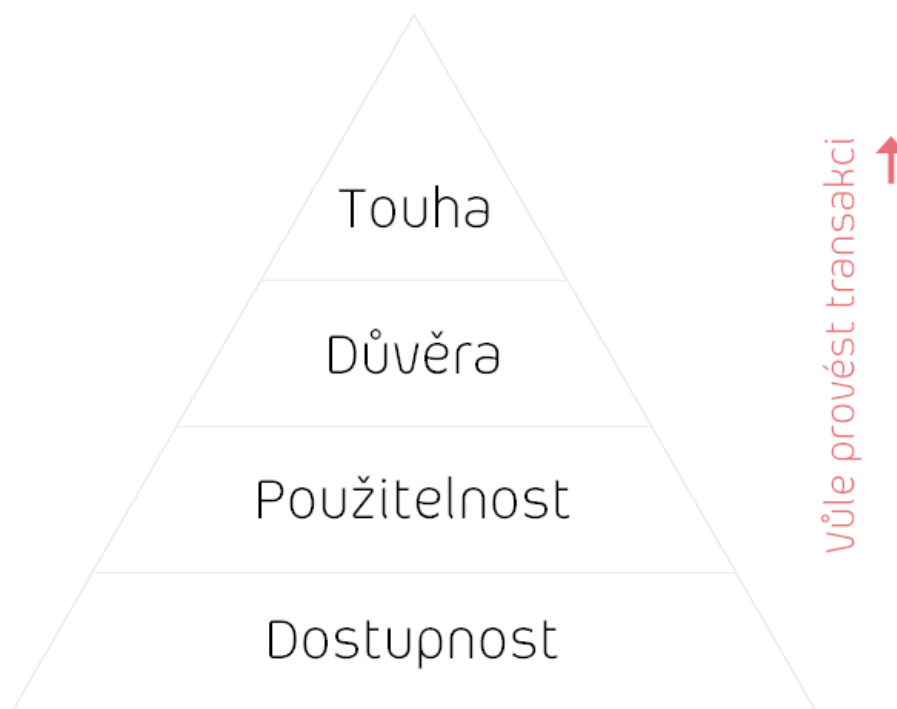 Touha
Důvěra
Použitelnost
Dostupnost
Vůle provést transakci